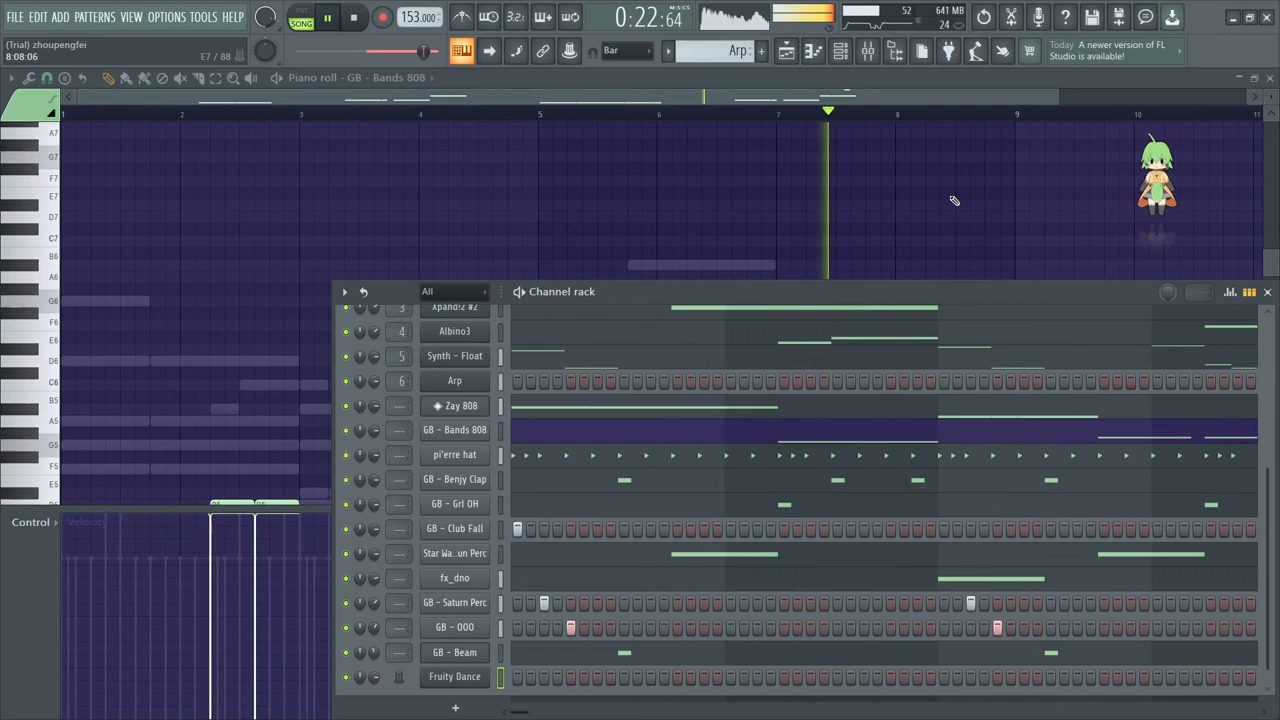 FILE EDIT ADD PATTERNS VIEW OPTIONS TOOLS HELP
SONG
153.000
3.2.
0:22:64
M:S:CS
52
641 MB
24
(Trial) zhoupengfei
8:08:06
E7 / 88
Bar
Arp
Today A newer version of FL
Studio is available!
Piano roll - GB - Bands 808
1 2 3 4 5 6 7 8 9 10 11
A7
G7
F7
E7
D7
C7
B6
A6
G6
F6
E6
D6
C6
B5
A5
G5
F5
E5
Control
Velocity
All
Channel rack
3 Xpand!2 #2
4 Albino3
5 Synth - Float
6 Arp
--- Zay 808
--- GB - Bands 808
--- pi'erre hat
--- GB - Benjy Clap
--- GB - Grl OH
--- GB - Club Fall
--- Star Wa..un Perc
--- fx_dno
--- GB - Saturn Perc
--- GB - OOO
--- GB - Beam
Fruity Dance
+